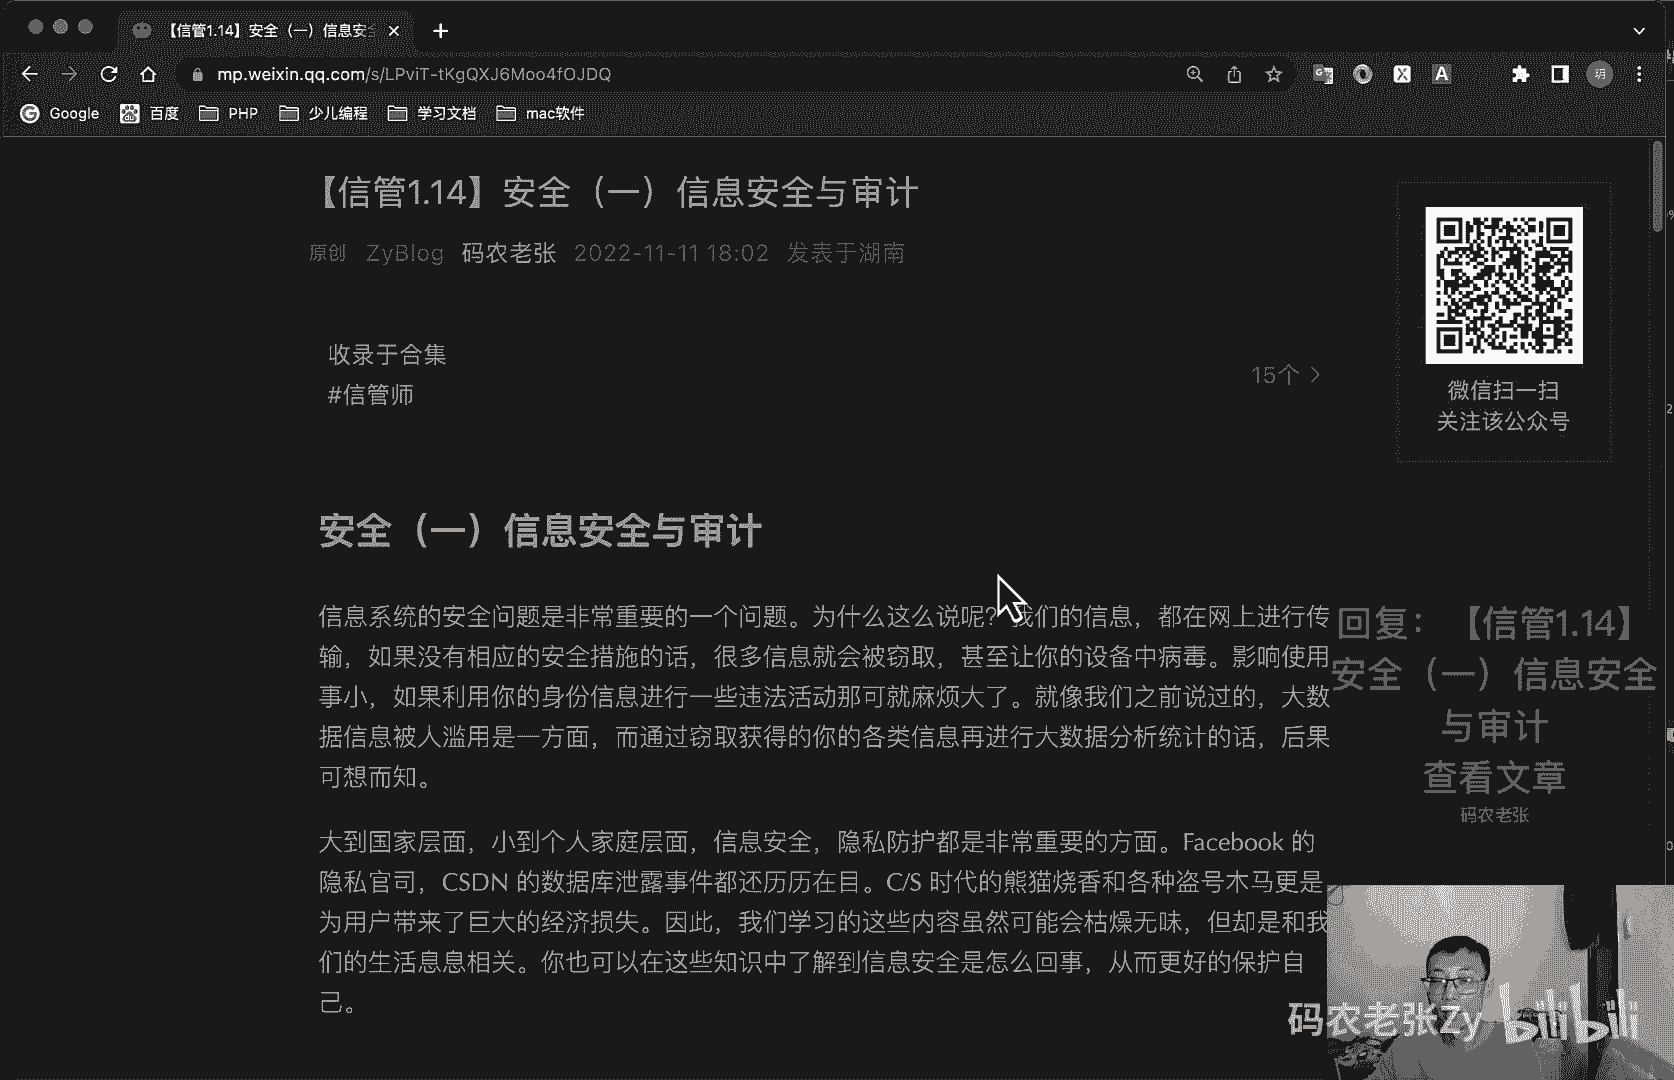 【信管1.14】安全（一）信息安全
mp.weixin.qq.com/s/LPviT-tKgQXJ6Moo4fOJDQ
Google 百度 PHP 少儿编程 学习文档 mac软件
【信管1.14】安全（一）信息安全与审计
原创 ZyBlog 码农老张 2022-11-11 18:02 发表于湖南
收录于合集
#信管师
15个
微信扫一扫
关注该公众号
安全（一）信息安全与审计
信息系统的安全问题是非常重要的一个问题。为什么这么说呢？我们的信息，都在网上进行传
输，如果没有相应的安全措施的话，很多信息就会被窃取，甚至让你的设备中病毒。影响使用
事小，如果利用你的身份信息进行一些违法活动那可就麻烦大了。就像我们之前说过的，大数
据信息被人滥用是一方面，而通过窃取获得的你的各类信息再进行大数据分析统计的话，后果
可想而知。
大到国家层面，小到个人家庭层面，信息安全，隐私防护都是非常重要的方面。Facebook 的
隐私官司，CSDN 的数据库泄露事件都还历历在目。C/S 时代的熊猫烧香和各种盗号木马更是
为用户带来了巨大的经济损失。因此，我们学习的这些内容虽然可能会枯燥无味，但却是和我
们的生活息息相关。你也可以在这些知识中了解到信息安全是怎么回事，从而更好的保护自
己。
回复：【信管1.14】
安全（一）信息安全
与审计
查看文章
码农老张
码农老张Zy bilibili